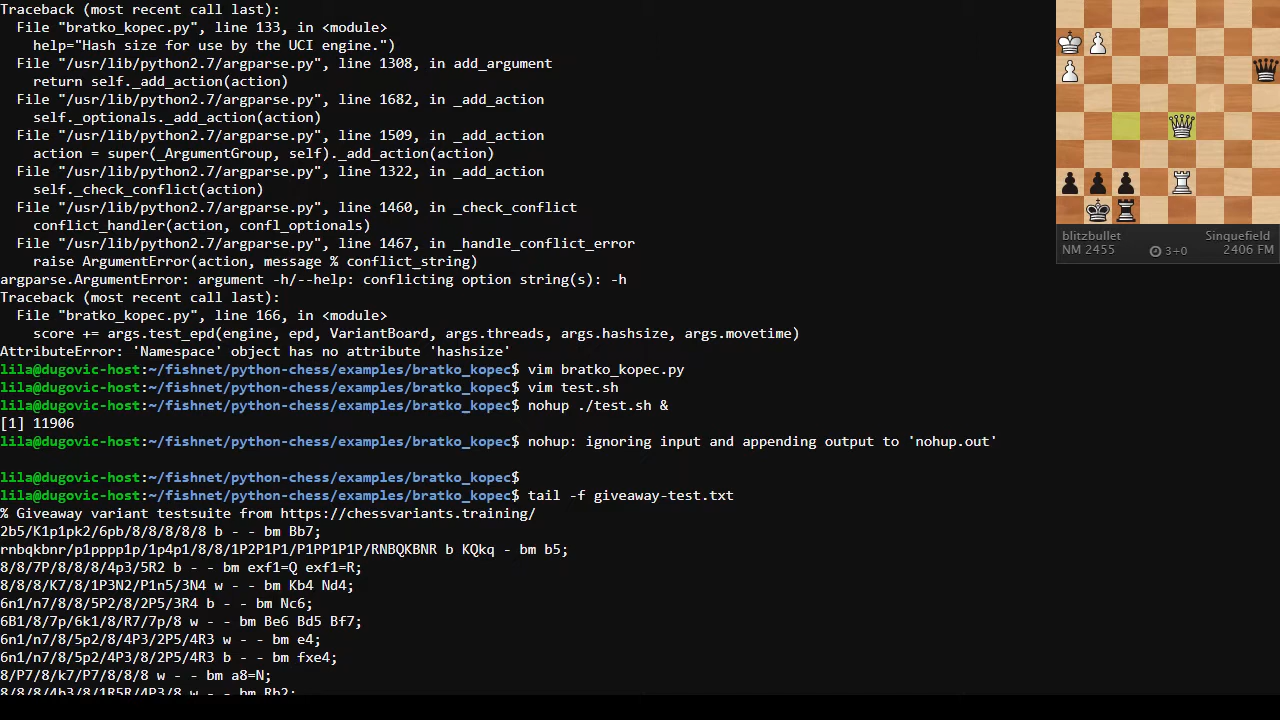 Traceback (most recent call last):
  File "bratko_kopec.py", line 133, in <module>
    help="Hash size for use by the UCI engine.")
  File "/usr/lib/python2.7/argparse.py", line 1308, in add_argument
    return self._add_action(action)
  File "/usr/lib/python2.7/argparse.py", line 1682, in _add_action
    self._optionals._add_action(action)
  File "/usr/lib/python2.7/argparse.py", line 1509, in _add_action
    action = super(_ArgumentGroup, self)._add_action(action)
  File "/usr/lib/python2.7/argparse.py", line 1322, in _add_action
    self._check_conflict(action)
  File "/usr/lib/python2.7/argparse.py", line 1460, in _check_conflict
    conflict_handler(action, confl_optionals)
  File "/usr/lib/python2.7/argparse.py", line 1467, in _handle_conflict_error
    raise ArgumentError(action, message % conflict_string)
argparse.ArgumentError: argument -h/--help: conflicting option string(s): -h
Traceback (most recent call last):
  File "bratko_kopec.py", line 166, in <module>
    score += args.test_epd(engine, epd, VariantBoard, args.threads, args.hashsize, args.movetime)
AttributeError: 'Namespace' object has no attribute 'hashsize'
lila@dugovic-host:~/fishnet/python-chess/examples/bratko_kopec$ vim bratko_kopec.py
lila@dugovic-host:~/fishnet/python-chess/examples/bratko_kopec$ vim test.sh
lila@dugovic-host:~/fishnet/python-chess/examples/bratko_kopec$ nohup ./test.sh &
[1] 11906
lila@dugovic-host:~/fishnet/python-chess/examples/bratko_kopec$ nohup: ignoring input and appending output to 'nohup.out'
lila@dugovic-host:~/fishnet/python-chess/examples/bratko_kopec$
lila@dugovic-host:~/fishnet/python-chess/examples/bratko_kopec$ tail -f giveaway-test.txt
% Giveaway variant testsuite from https://chessvariants.training/
2b5/K1p1pk2/6pb/8/8/8/8/8 b - - bm Bb7;
rnbqkbnr/p1pppp1p/1p4p1/8/8/1P2P1P1/P1PP1P1P/RNBQKBNR b KQkq - bm b5;
8/8/7P/8/8/8/4p3/5R2 b - - bm exf1=Q exf1=R;
8/8/8/K7/8/1P3N2/P1n5/3N4 w - - bm Kb4 Nd4;
6n1/n7/8/8/5P2/8/2P5/3R4 b - - bm Nc6;
6B1/8/7p/6k1/8/R7/7p/8 w - - bm Be6 Bd5 Bf7;
6n1/n7/8/5p2/8/4P3/2P5/4R3 w - - bm e4;
6n1/n7/8/5p2/4P3/8/2P5/4R3 b - - bm fxe4;
8/P7/8/k7/P7/8/8/8 w - - bm a8=N;
8/8/8/4b3/8/1R5R/4P3/8 w - - bm Rb2;
blitzbullet Sinquefield
NM 2455 3+0 2406 FM